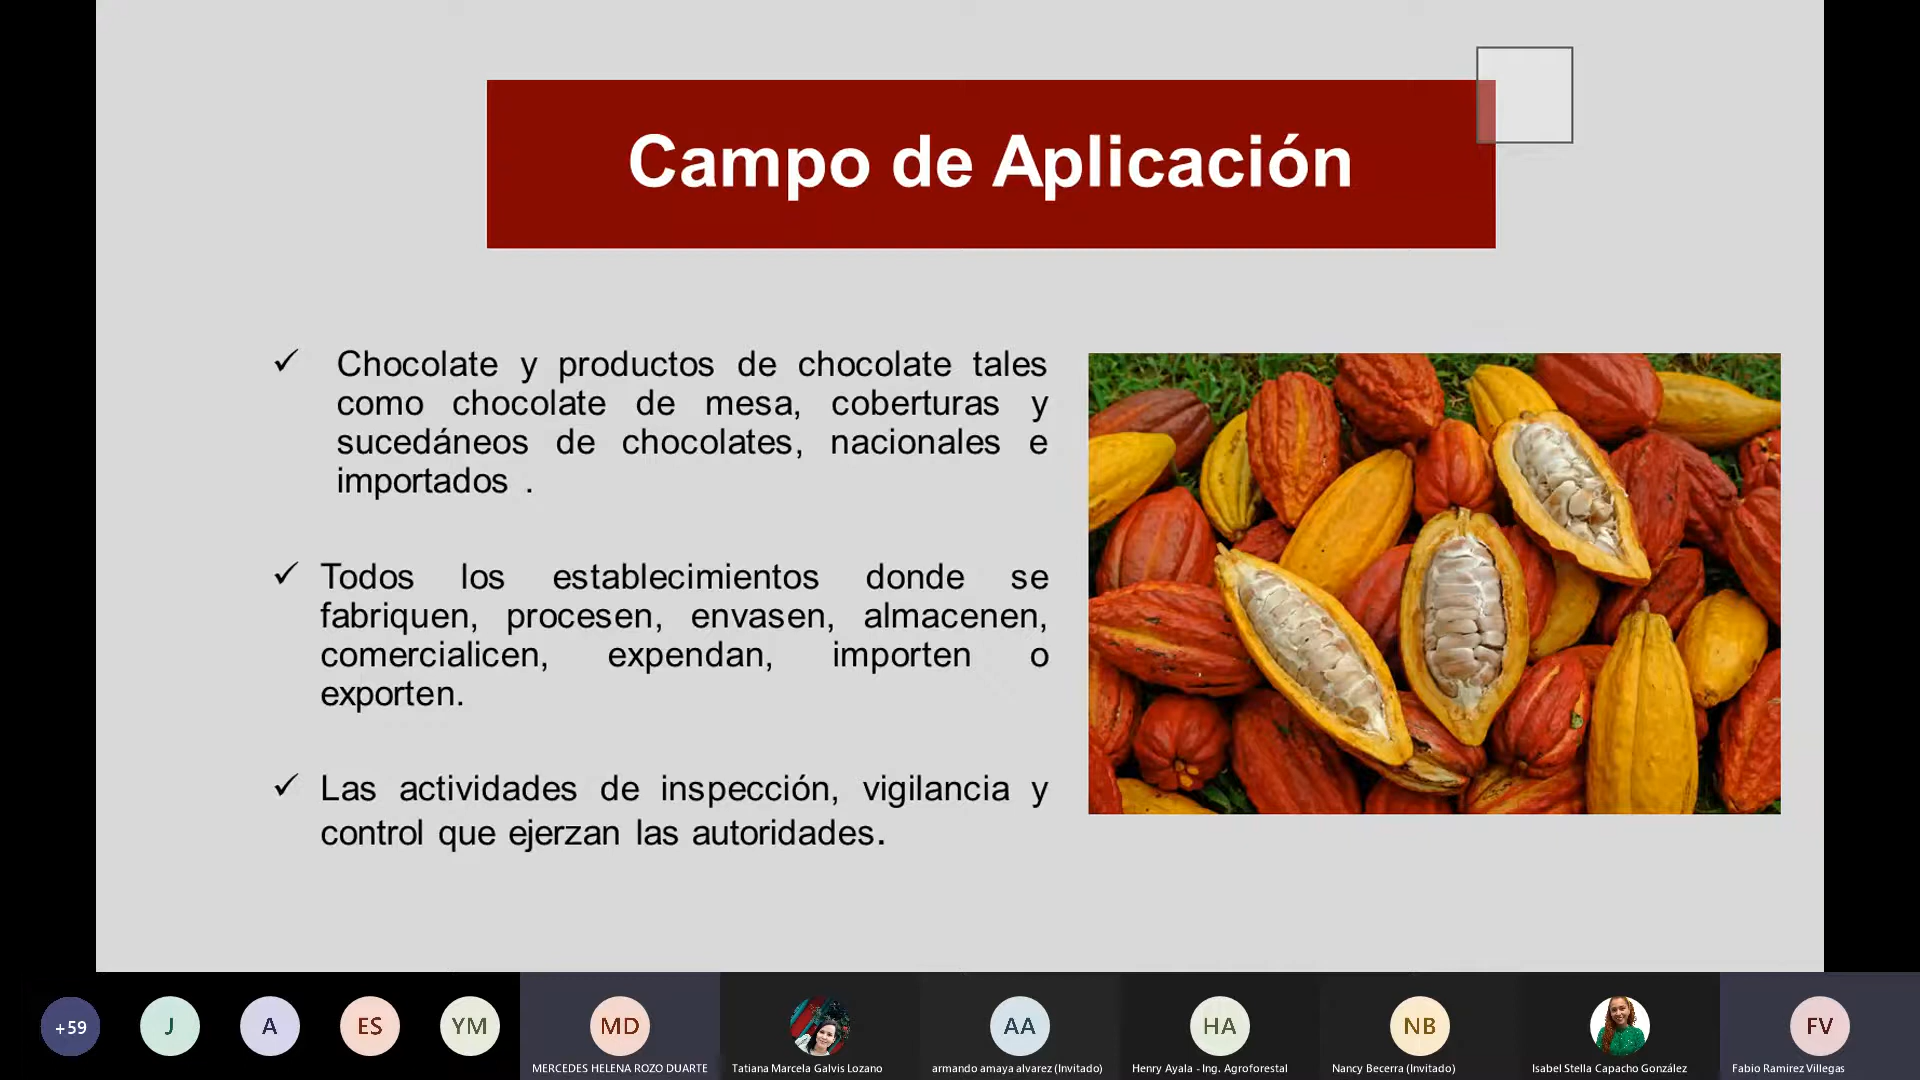 Campo de Aplicación
✓ Chocolate y productos de chocolate tales
como chocolate de mesa, coberturas y
sucedáneos de chocolates, nacionales e
importados .
✓ Todos los establecimientos donde se
fabriquen, procesen, envasen, almacenen,
comercialicen, expendan, importen o
exporten.
✓ Las actividades de inspección, vigilancia y
control que ejerzan las autoridades.
+59 J A ES YM MD AA HA NB FV
MERCEDES HELENA ROZO DUARTE Tatiana Marcela Galvis Lozano armando amaya alvarez (Invitado) Henry Ayala - Ing. Agroforestal Nancy Becerra (Invitado) Isabel Stella Capacho González Fabio Ramirez Villegas